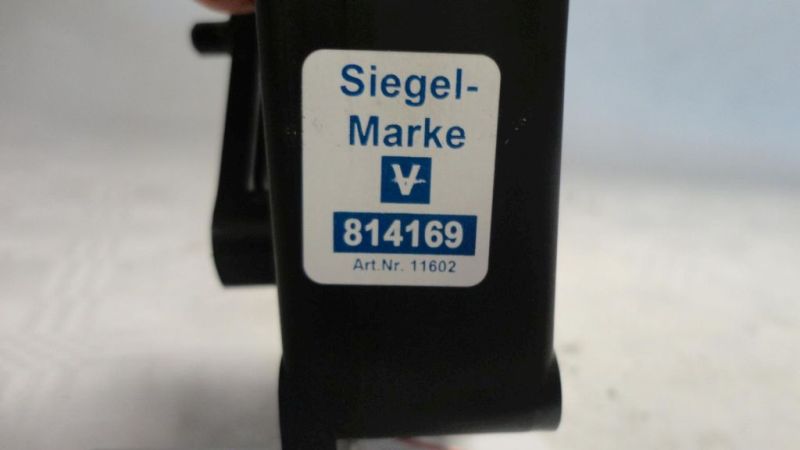 Siegel-
Marke
V
814169
Art.Nr. 11602